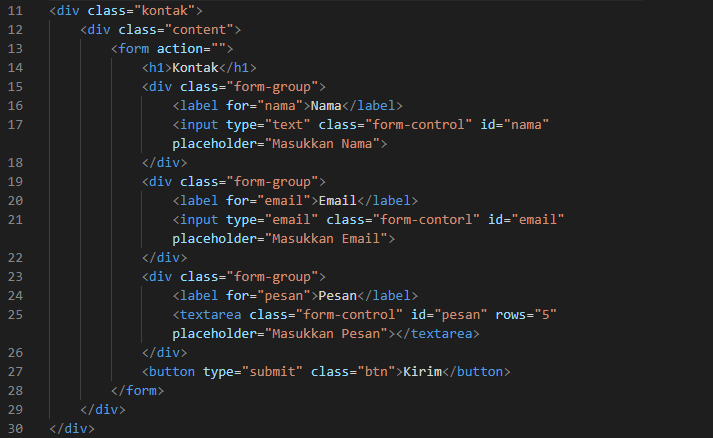 11 <div class="kontak">
12 <div class="content">
13 <form action="">
14 <h1>Kontak</h1>
15 <div class="form-group">
16 <label for="nama">Nama</label>
17 <input type="text" class="form-control" id="nama"
placeholder="Masukkan Nama">
18 </div>
19 <div class="form-group">
20 <label for="email">Email</label>
21 <input type="email" class="form-contorl" id="email"
placeholder="Masukkan Email">
22 </div>
23 <div class="form-group">
24 <label for="pesan">Pesan</label>
25 <textarea class="form-control" id="pesan" rows="5"
placeholder="Masukkan Pesan"></textarea>
26 </div>
27 <button type="submit" class="btn">Kirim</button>
28 </form>
29 </div>
30 </div>